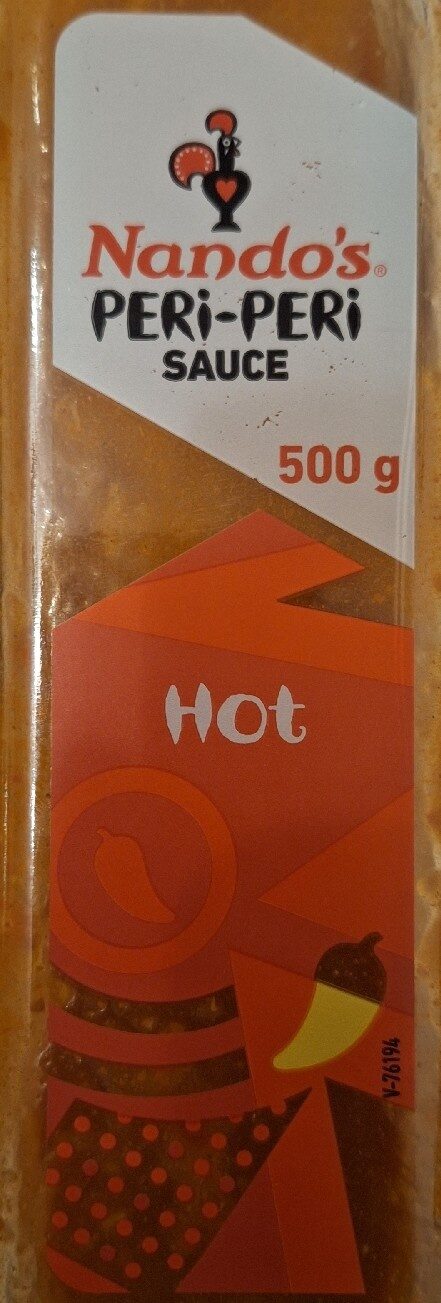 Nando's®
PERi-PERi
SAUCE
500 g
Hot
V-76194